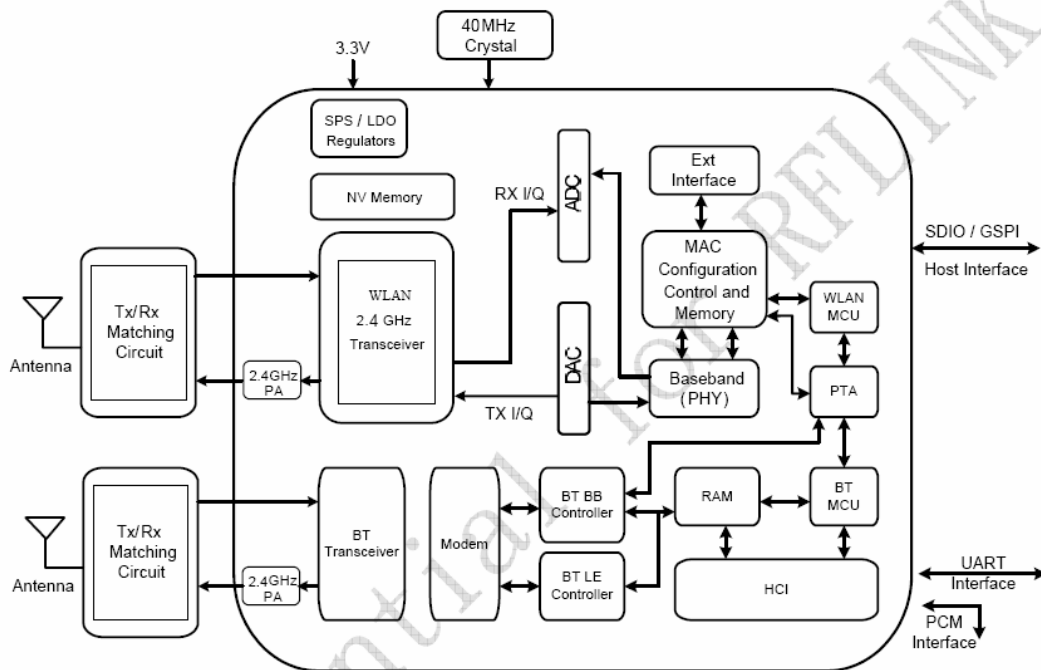 40MHz
Crystal
3.3V
SPS / LDO
Regulators
NV Memory
RX I/Q
ADC
Ext
Interface
MAC
Configuration
Control and
Memory
WLAN
MCU
SDIO / GSPI
Host Interface
Antenna
Tx/Rx
Matching
Circuit
2.4GHz
PA
WLAN
2.4 GHz
Transceiver
TX I/Q
DAC
Baseband
(PHY)
PTA
Antenna
Tx/Rx
Matching
Circuit
2.4GHz
PA
BT
Transceiver
Modem
BT BB
Controller
BT LE
Controller
RAM
BT
MCU
HCI
UART
Interface
PCM
Interface
ntial for RFLINK